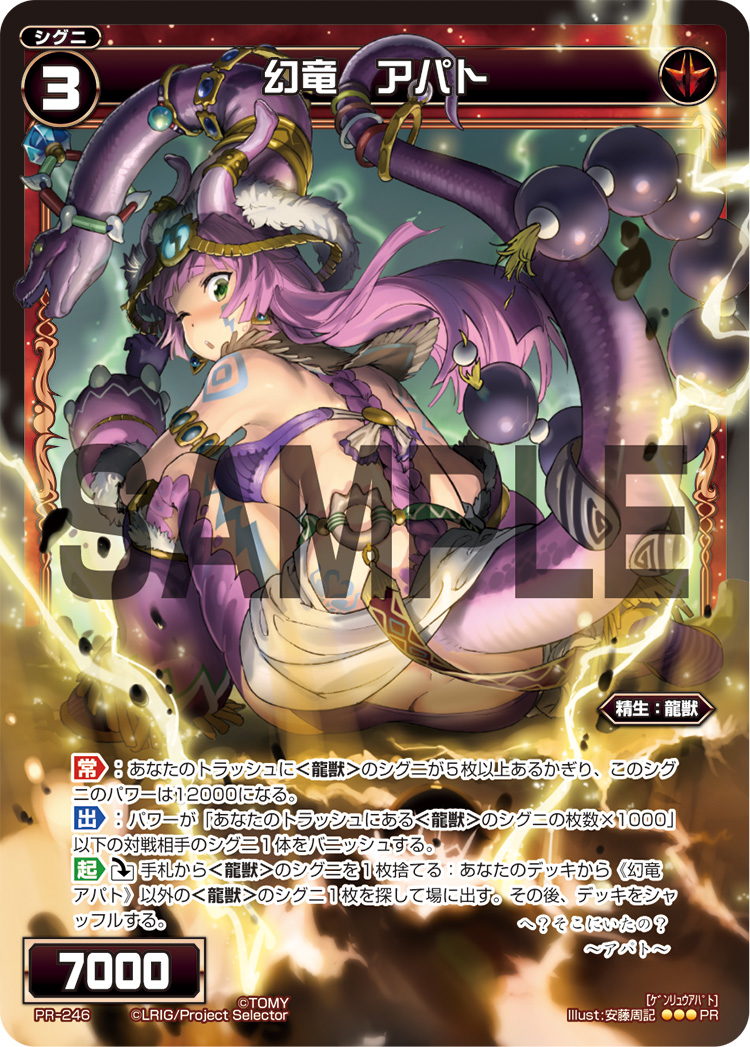 シグニ
3
幻竜　アパト
SAMPLE
精生：龍獣
常：あなたのトラッシュに＜龍獣＞のシグニが５枚以上あるかぎり、このシグ
ニのパワーは12000になる。
出：パワーが「あなたのトラッシュにある＜龍獣＞のシグニの枚数×1000」
以下の対戦相手のシグニ１体をバニッシュする。
起 手札から＜龍獣＞のシグニを１枚捨てる：あなたのデッキから《幻竜
アパト》以外の＜龍獣＞のシグニ１枚を探して場に出す。その後、デッキをシャ
ッフルする。
へ？そこにいたの？
～アパト～
7000
[ｹﾞﾝﾘｭｳｱﾊﾟﾄ]
PR-246
©TOMY
©LRIG/Project Selector
Illust:安藤周記
PR